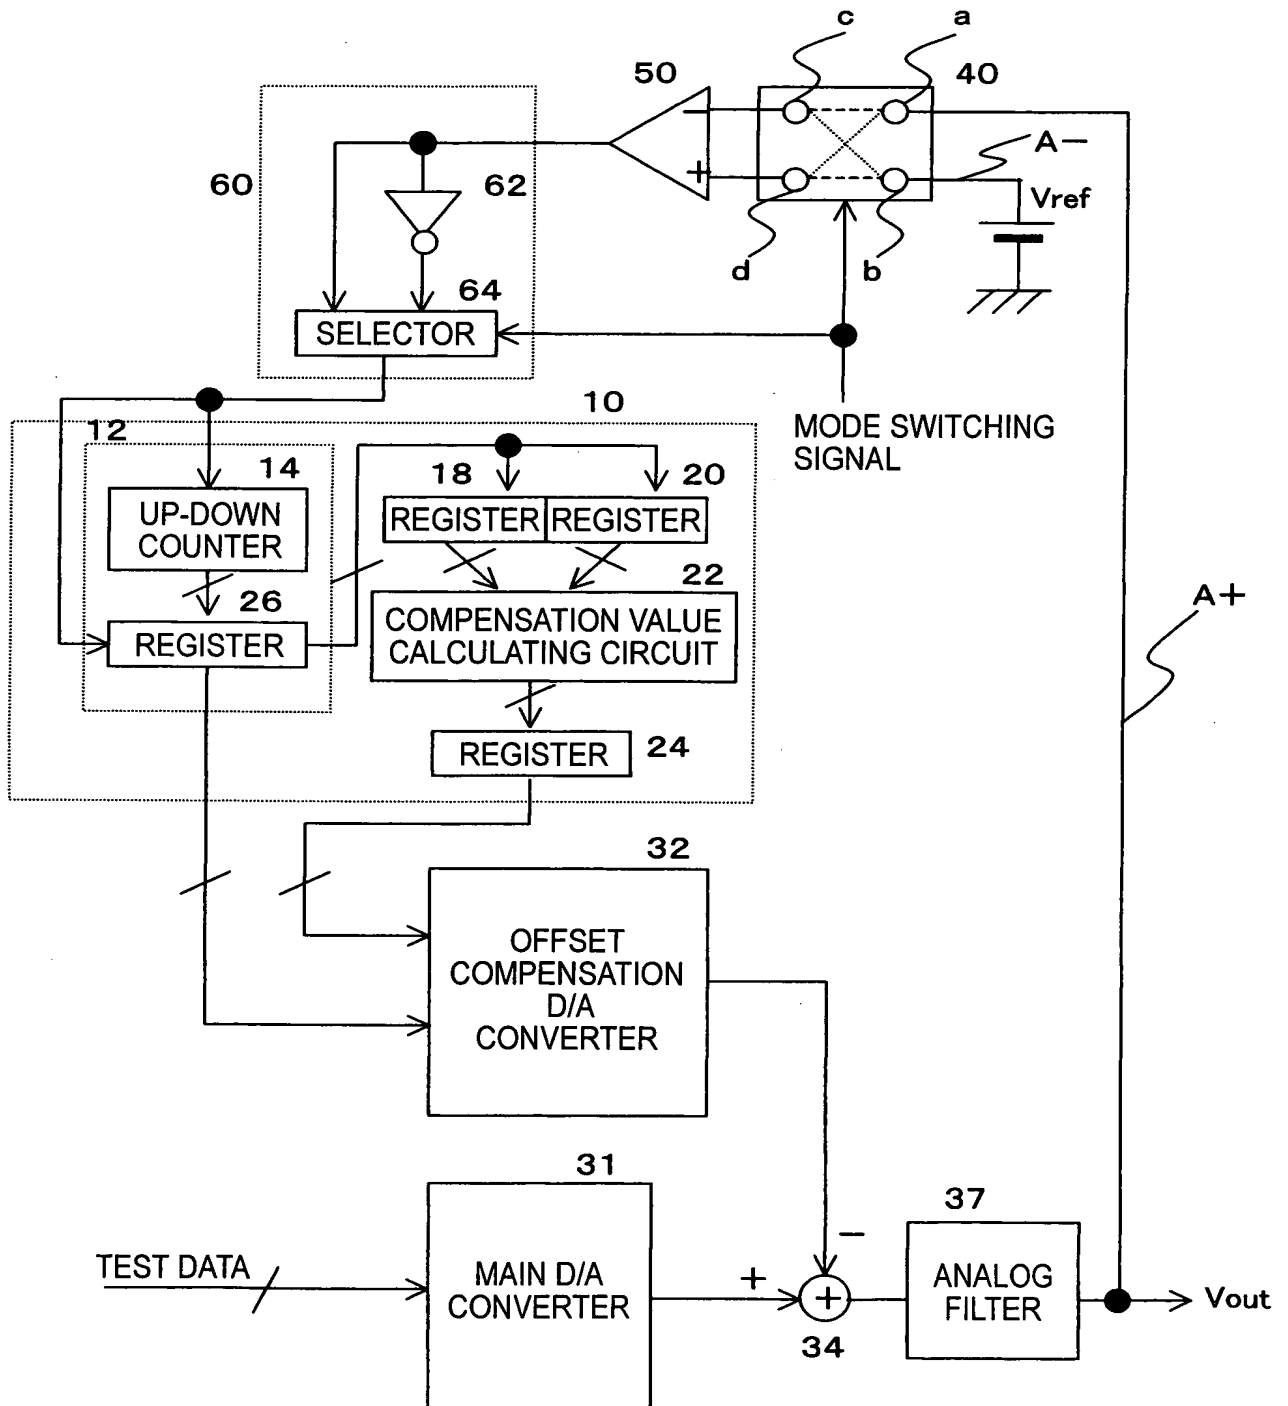 c
a
50
40
A−
60
62
Vref
d
b
64
SELECTOR
10
MODE SWITCHING
SIGNAL
12
14
18
20
UP-DOWN
COUNTER
REGISTER
REGISTER
26
22
REGISTER
COMPENSATION VALUE
CALCULATING CIRCUIT
A+
REGISTER
24
32
OFFSET
COMPENSATION
D/A
CONVERTER
31
37
TEST DATA
MAIN D/A
CONVERTER
+
−
+
34
ANALOG
FILTER
Vout
−
+